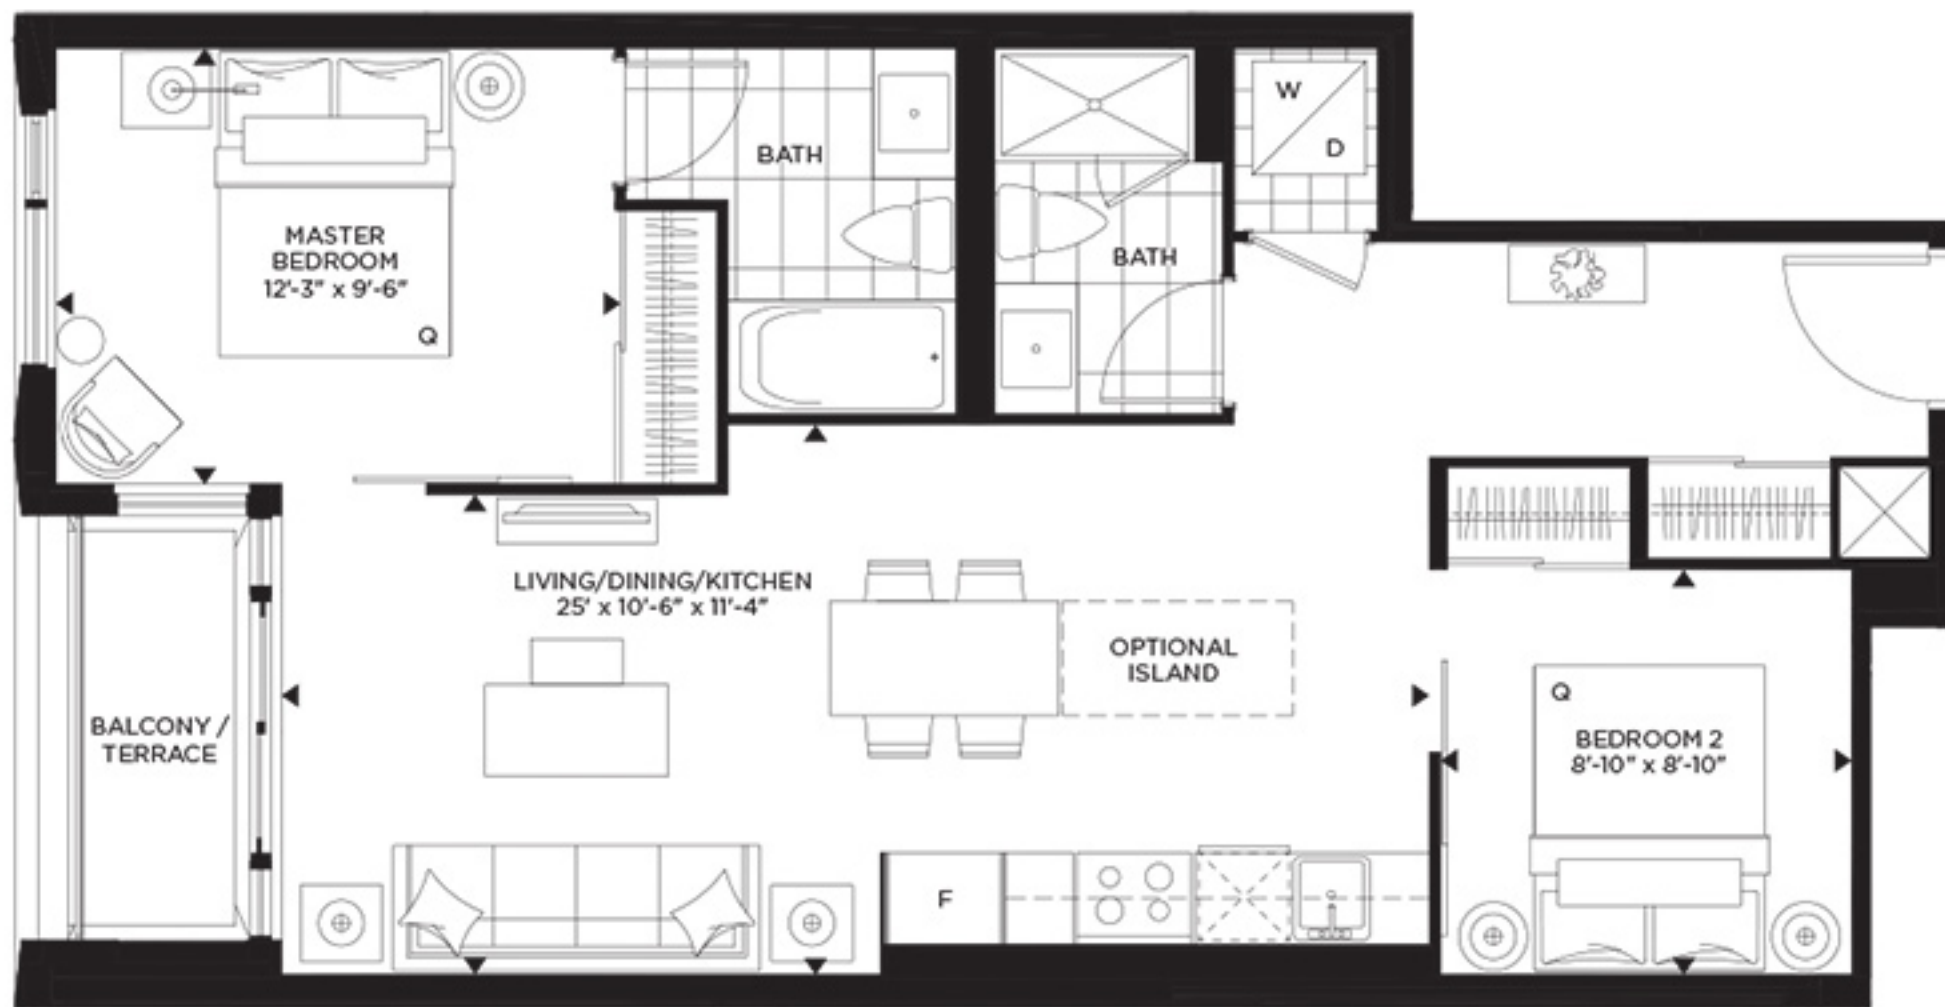 W
D
BATH
MASTER
BEDROOM
12'-3" x 9'-6"
Q
BATH
LIVING/DINING/KITCHEN
25' x 10'-6" x 11'-4"
OPTIONAL
ISLAND
BALCONY /
TERRACE
Q
BEDROOM 2
8'-10" x 8'-10"
F